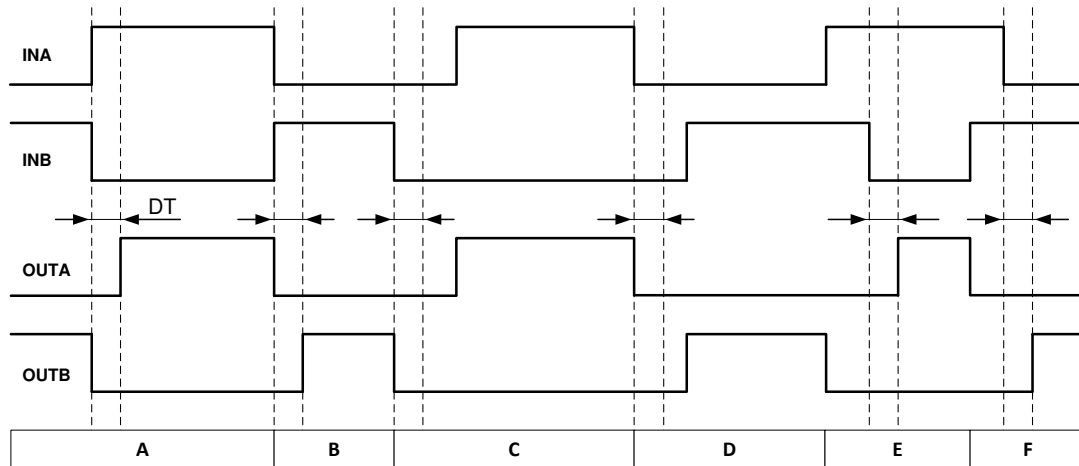 INA
INB
DT
OUTA
OUTB
A B C D E F